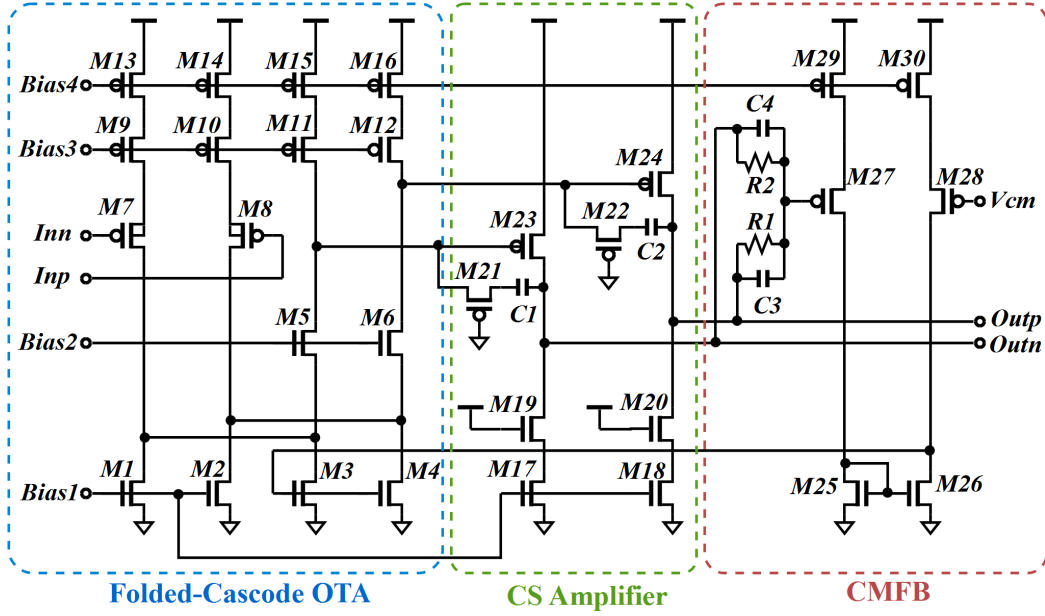 M13 M14 M15 M16 M29 M30
Bias4
C4
Bias3 M9 M10 M11 M12
M24 R2 M27 M28
M7 M8 M23 M22 Vcm
Inn R1
C2
Inp M21
C1 C3
M5 M6 Outp
Bias2 Outn
M19 M20
M1 M2 M3 M4 M17 M18 M25 M26
Bias1
Folded-Cascode OTA CS Amplifier CMFB